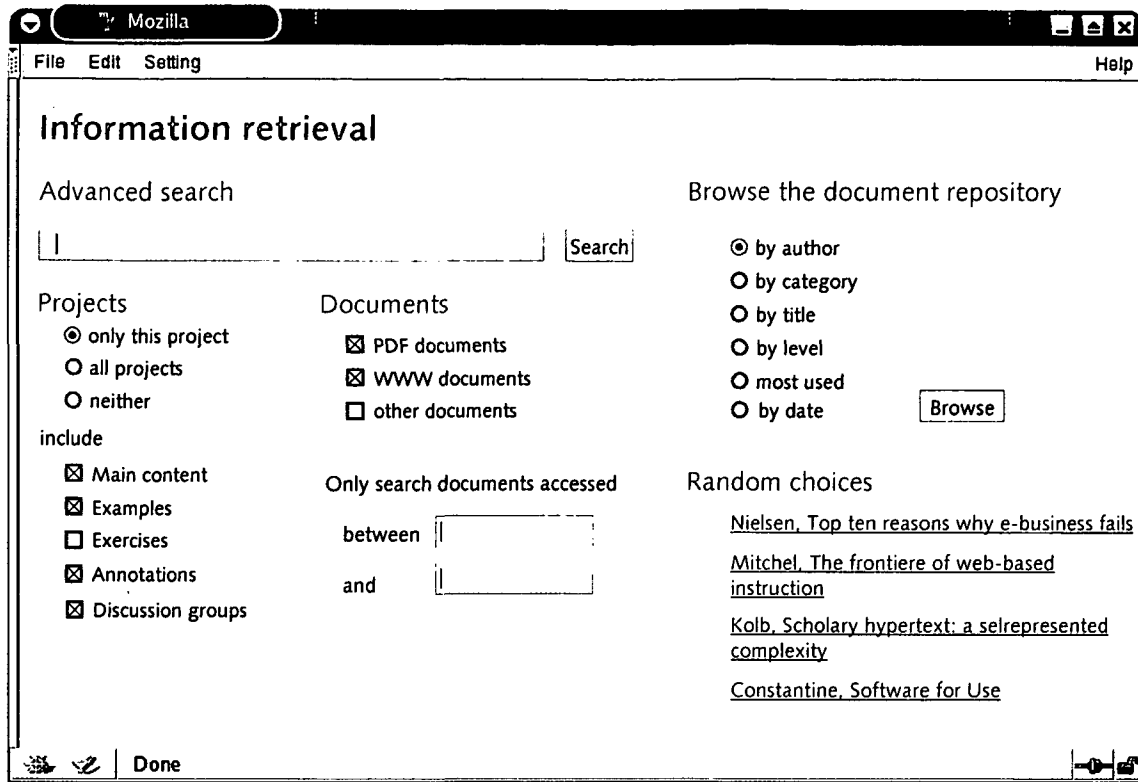 Mozilla
File Edit Setting Help
Information retrieval
Advanced search
Search
Projects
only this project
all projects
neither
include
Main content
Examples
Exercises
Annotations
Discussion groups
Documents
PDF documents
WWW documents
other documents
Only search documents accessed
between
and
Browse the document repository
by author
by category
by title
by level
most used
by date
Browse
Random choices
Nielsen, Top ten reasons why e-business fails
Mitchel, The frontiere of web-based
instruction
Kolb, Scholary hypertext: a selrepresented
complexity
Constantine, Software for Use
Done